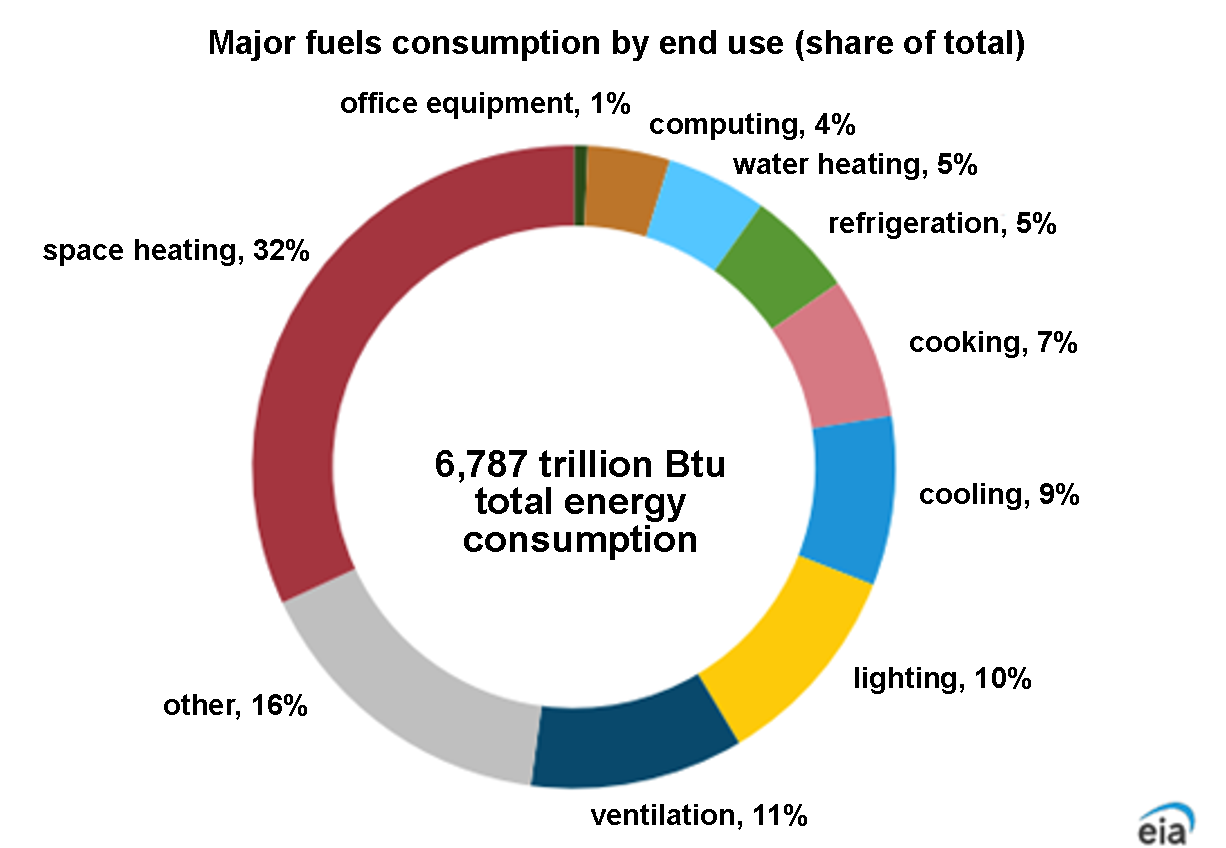 Major fuels consumption by end use (share of total)
office equipment, 1%
computing, 4%
water heating, 5%
refrigeration, 5%
space heating, 32%
cooking, 7%
6,787 trillion Btu
total energy
consumption
cooling, 9%
lighting, 10%
other, 16%
ventilation, 11%
eia